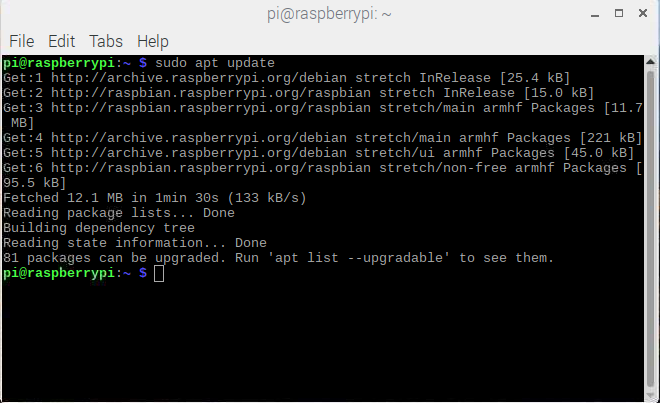 pi@raspberrypi: ~
File Edit Tabs Help
pi@raspberrypi:~ $ sudo apt update
Get:1 http://archive.raspberrypi.org/debian stretch InRelease [25.4 kB]
Get:2 http://raspbian.raspberrypi.org/raspbian stretch InRelease [15.0 kB]
Get:3 http://raspbian.raspberrypi.org/raspbian stretch/main armhf Packages [11.7
 MB]
Get:4 http://archive.raspberrypi.org/debian stretch/main armhf Packages [221 kB]
Get:5 http://archive.raspberrypi.org/debian stretch/ui armhf Packages [45.0 kB]
Get:6 http://raspbian.raspberrypi.org/raspbian stretch/non-free armhf Packages [
95.5 kB]
Fetched 12.1 MB in 1min 30s (133 kB/s)
Reading package lists... Done
Building dependency tree
Reading state information... Done
81 packages can be upgraded. Run 'apt list --upgradable' to see them.
pi@raspberrypi:~ $